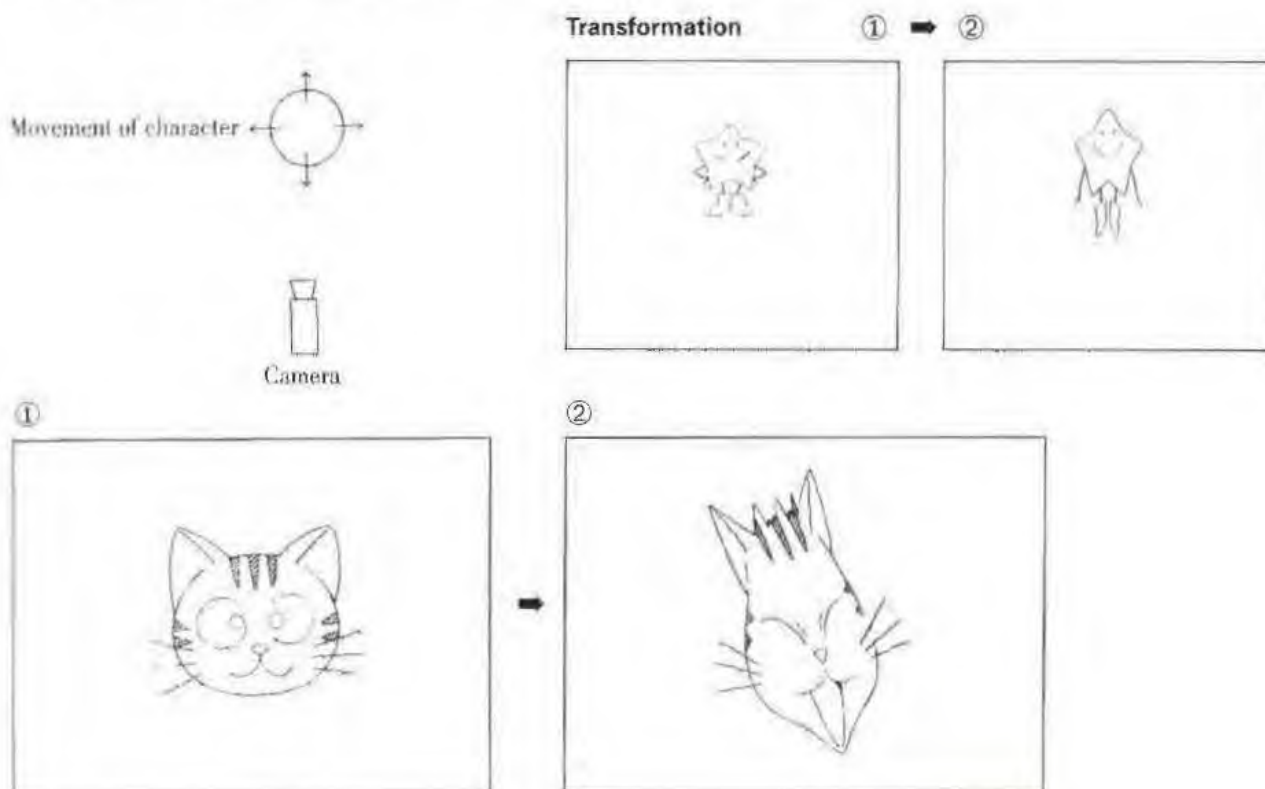 Transformation ① ➡ ②
Movement of character
Camera
① ②